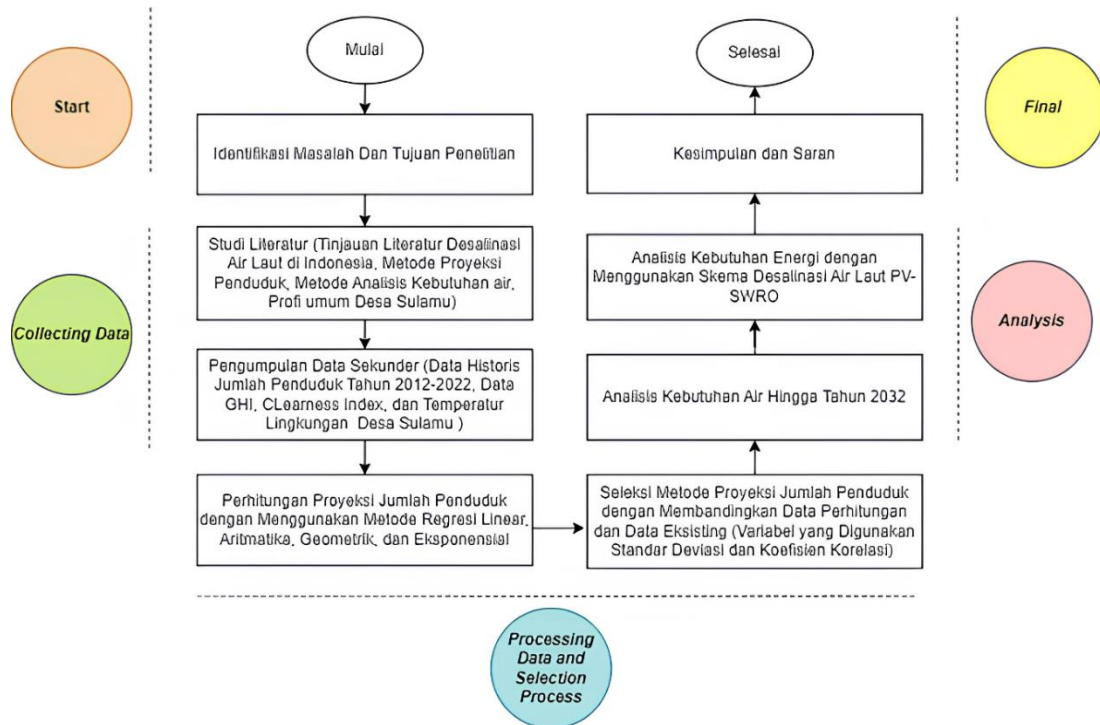 Start
Mulai
Identifikasi Masalah Dan Tujuan Penelitian
Collecting Data
Studi Literatur (Tinjauan Literatur Desalinasi
Air Laut di Indonesia, Metode Proyeksi
Penduduk, Metode Analisis Kebutuhan air,
Profi umum Desa Sulamu)
Pengumpulan Data Sekunder (Data Historis
Jumlah Penduduk Tahun 2012-2022, Data
GHI, CLearness Index, dan Temperatur
Lingkungan Desa Sulamu )
Perhitungan Proyeksi Jumlah Penduduk
dengan Menggunakan Metode Regresi Linear,
Aritmatika, Geometrik, dan Eksponensial
Processing
Data and
Selection
Process
Seleksi Metode Proyeksi Jumlah Penduduk
dengan Membandingkan Data Perhitungan
dan Data Eksisting (Variabel yang Digunakan
Standar Deviasi dan Koefisien Korelasi)
Analisis Kebutuhan Air Hingga Tahun 2032
Analisis Kebutuhan Energi dengan
Menggunakan Skema Desalinasi Air Laut PV-
SWRO
Analysis
Kesimpulan dan Saran
Selesai
Final